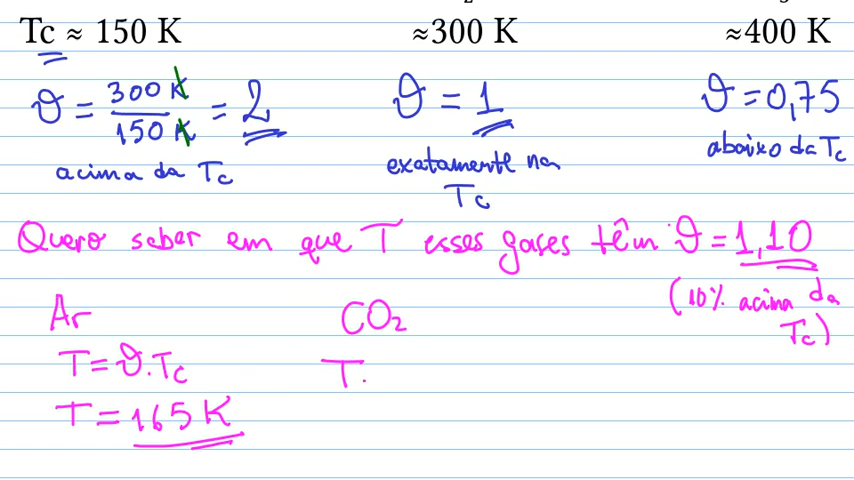 Tc ≈ 150 K ≈300 K ≈400 K
ϑ = 300 K / 150 K = 2 ϑ = 1 ϑ = 0,75
acima da Tc exatamente na Tc abaixo da Tc
Quero saber em que T esses gases têm ϑ = 1,10
(10% acima da Tc)
Ar CO2
T = ϑ.Tc T.
T = 165 K